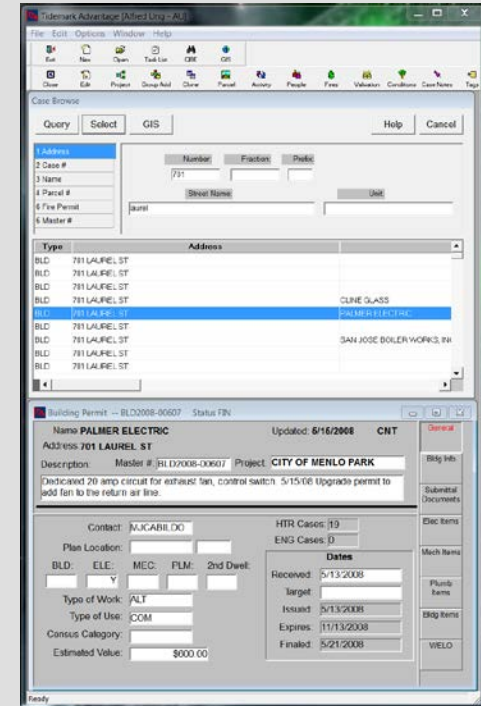 Tidemark Advantage [Alfred Ung - AU]
File Edit Options Window Help
Exit New Open Task List QBE GIS
Close Edit Project Group Add Clone Parcel Activity People Fees Valuation Conditions Case Notes Tags
Case Browse
Query Select GIS Help Cancel
1 Address
2 Case #
3 Name
4 Parcel #
6 Fire Permit
6 Master #
Number Fraction Prefix
701
Street Name Unit
laurel
Type Address
BLD 701 LAUREL ST
BLD 701 LAUREL ST
BLD 701 LAUREL ST
BLD 701 LAUREL ST CLINE GLASS
BLD 701 LAUREL ST PALMER ELECTRIC
BLD 701 LAUREL ST
BLD 701 LAUREL ST SAN JOSE BOILER WORKS, IN
BLD 701 LAUREL ST
BLD 701 LAUREL ST
Building Permit -- BLD2008-00607 Status FIN
Name PALMER ELECTRIC Updated: 5/16/2008 CNT
Address 701 LAUREL ST
Description: Master #: BLD2008-00607 Project: CITY OF MENLO PARK
Dedicated 20 amp circuit for exhaust fan, control switch. 5/15/08 Upgrade permit to
add fan to the return air line.
Contact: MJCABILDO
Plan Location:
BLD: ELE: MEC: PLM: 2nd Dwell:
Y
Type of Work: ALT
Type of Use: COM
Census Category:
Estimated Value: $600.00
HTR Cases: 19
ENG Cases: 0
Dates
Received: 5/13/2008
Target:
Issued: 5/13/2008
Expires: 11/13/2008
Finaled: 5/21/2008
General
Bldg Info
Submittal
Documents
Elec Items
Mech Items
Plumb
Items
Bldg Items
WELO
Ready